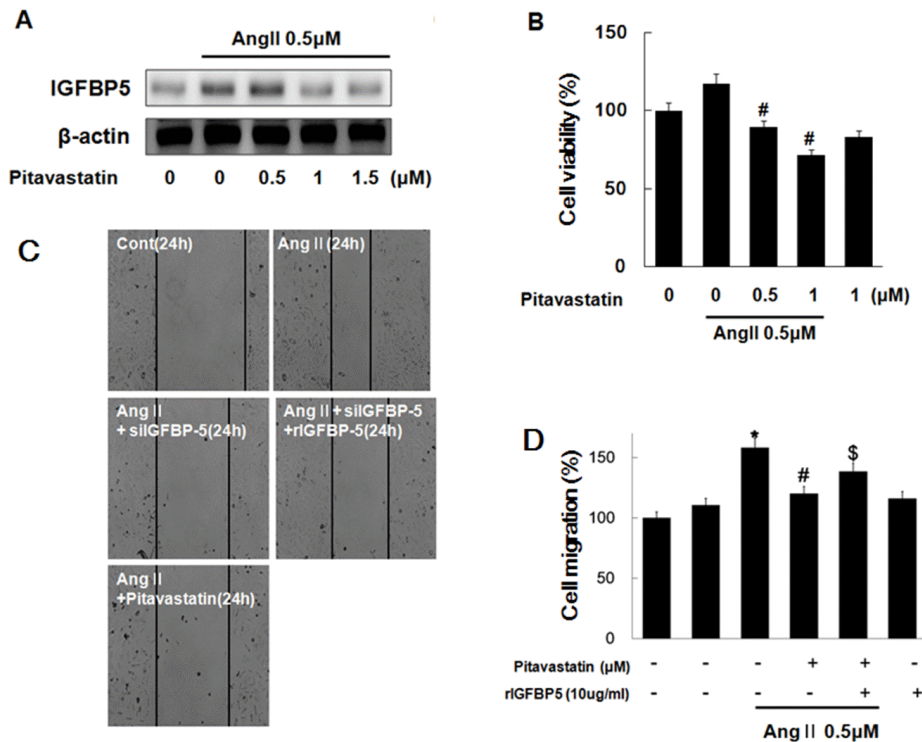 A
AngII 0.5μM
IGFBP5
β-actin
Pitavastatin 0 0 0.5 1 1.5 (μM)
B
Cell viability (%)
150
100
50
0
#
#
Pitavastatin 0 0 0.5 1 1 (μM)
AngII 0.5μM
C
Cont(24h)
Ang II (24h)
Ang II
+ siIGFBP-5(24h)
Ang II + siIGFBP-5
+rIGFBP-5(24h)
Ang II
+Pitavastatin(24h)
D
Cell migration (%)
150
100
50
0
*
#
$
Pitavastatin (μM) - - - + + -
rIGFBP5 (10ug/ml) - - - - + +
Ang II 0.5μM